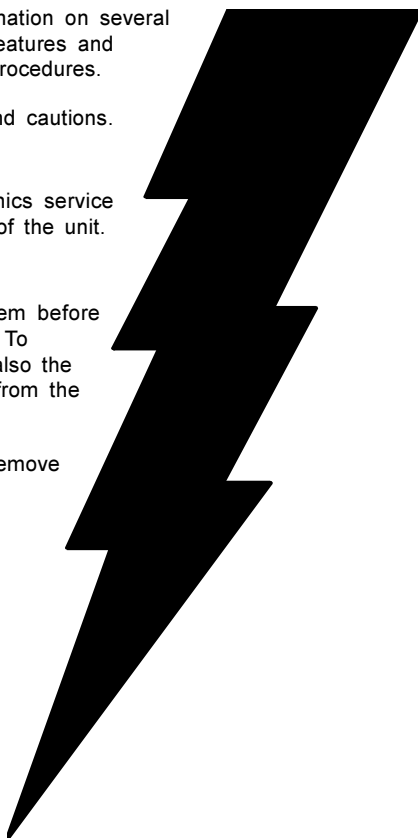 mation on several
eatures and
rocedures.
nd cautions.
nics service
of the unit.
em before
To
also the
from the
emove